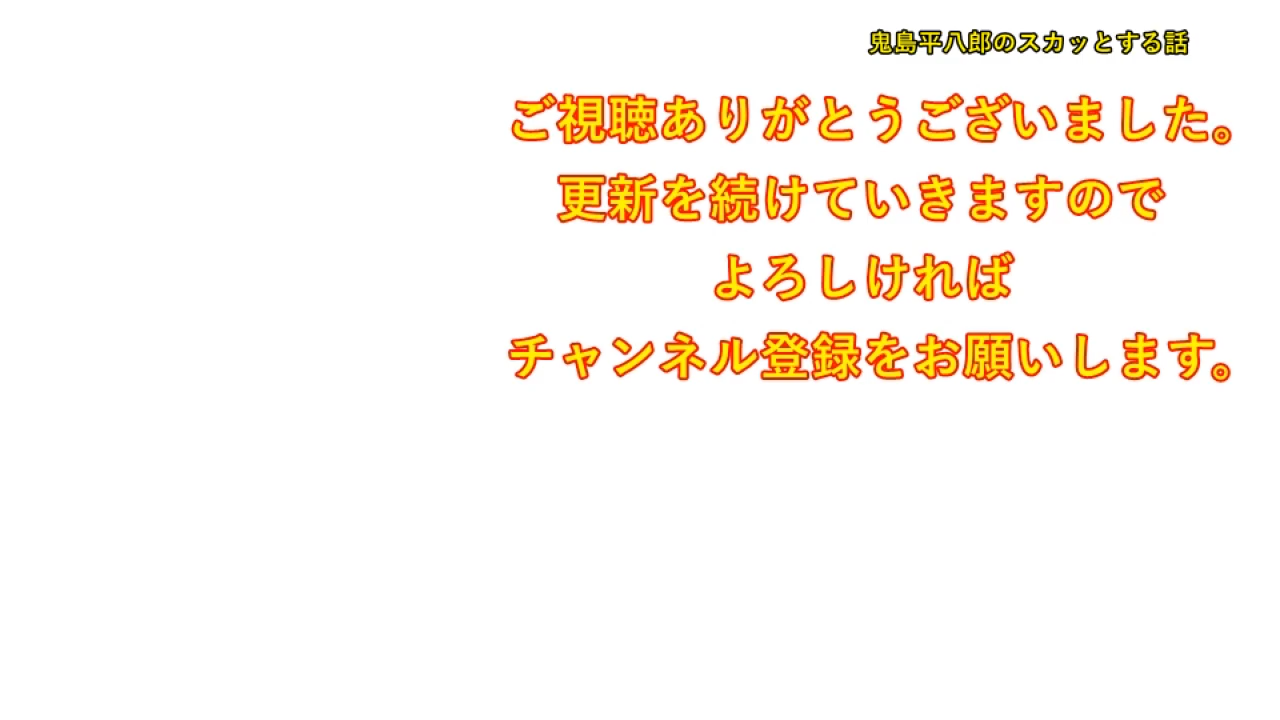 鬼島平八郎のスカッとする話
ご視聴ありがとうございました。
更新を続けていきますので
よろしければ
チャンネル登録をお願いします。